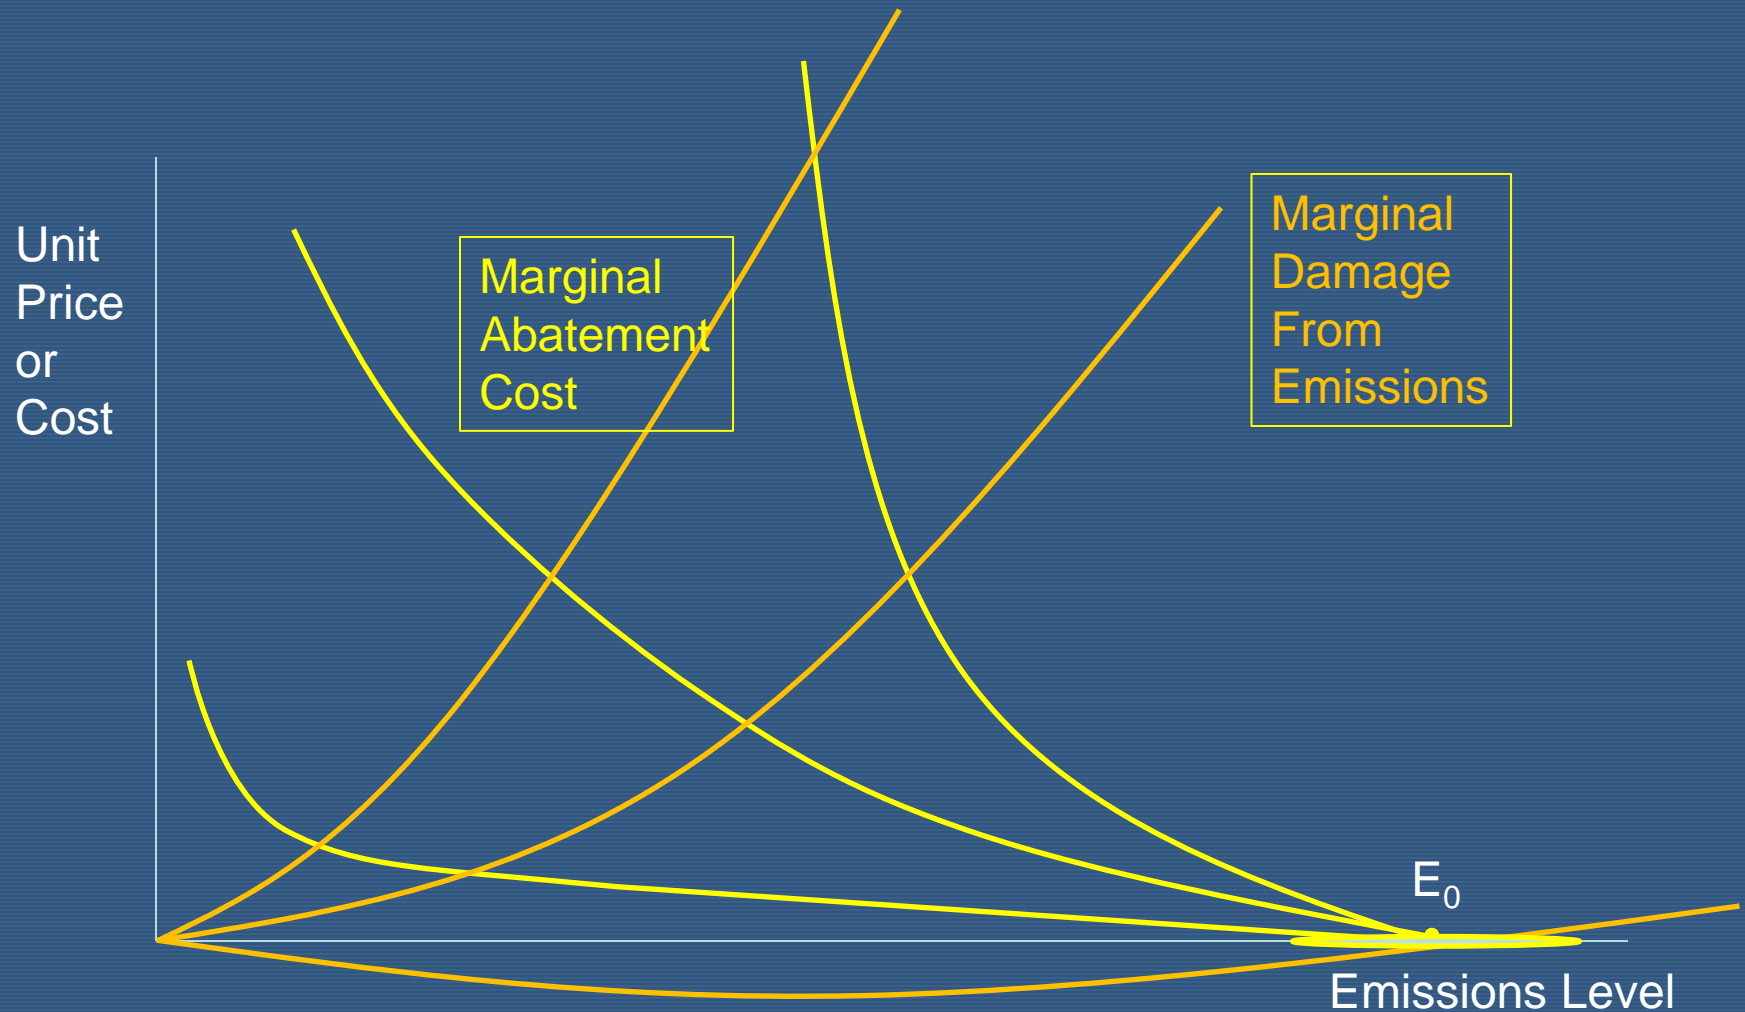 Unit
Price
or
Cost
Marginal
Abatement
Cost
Marginal
Damage
From
Emissions
E₀
Emissions Level